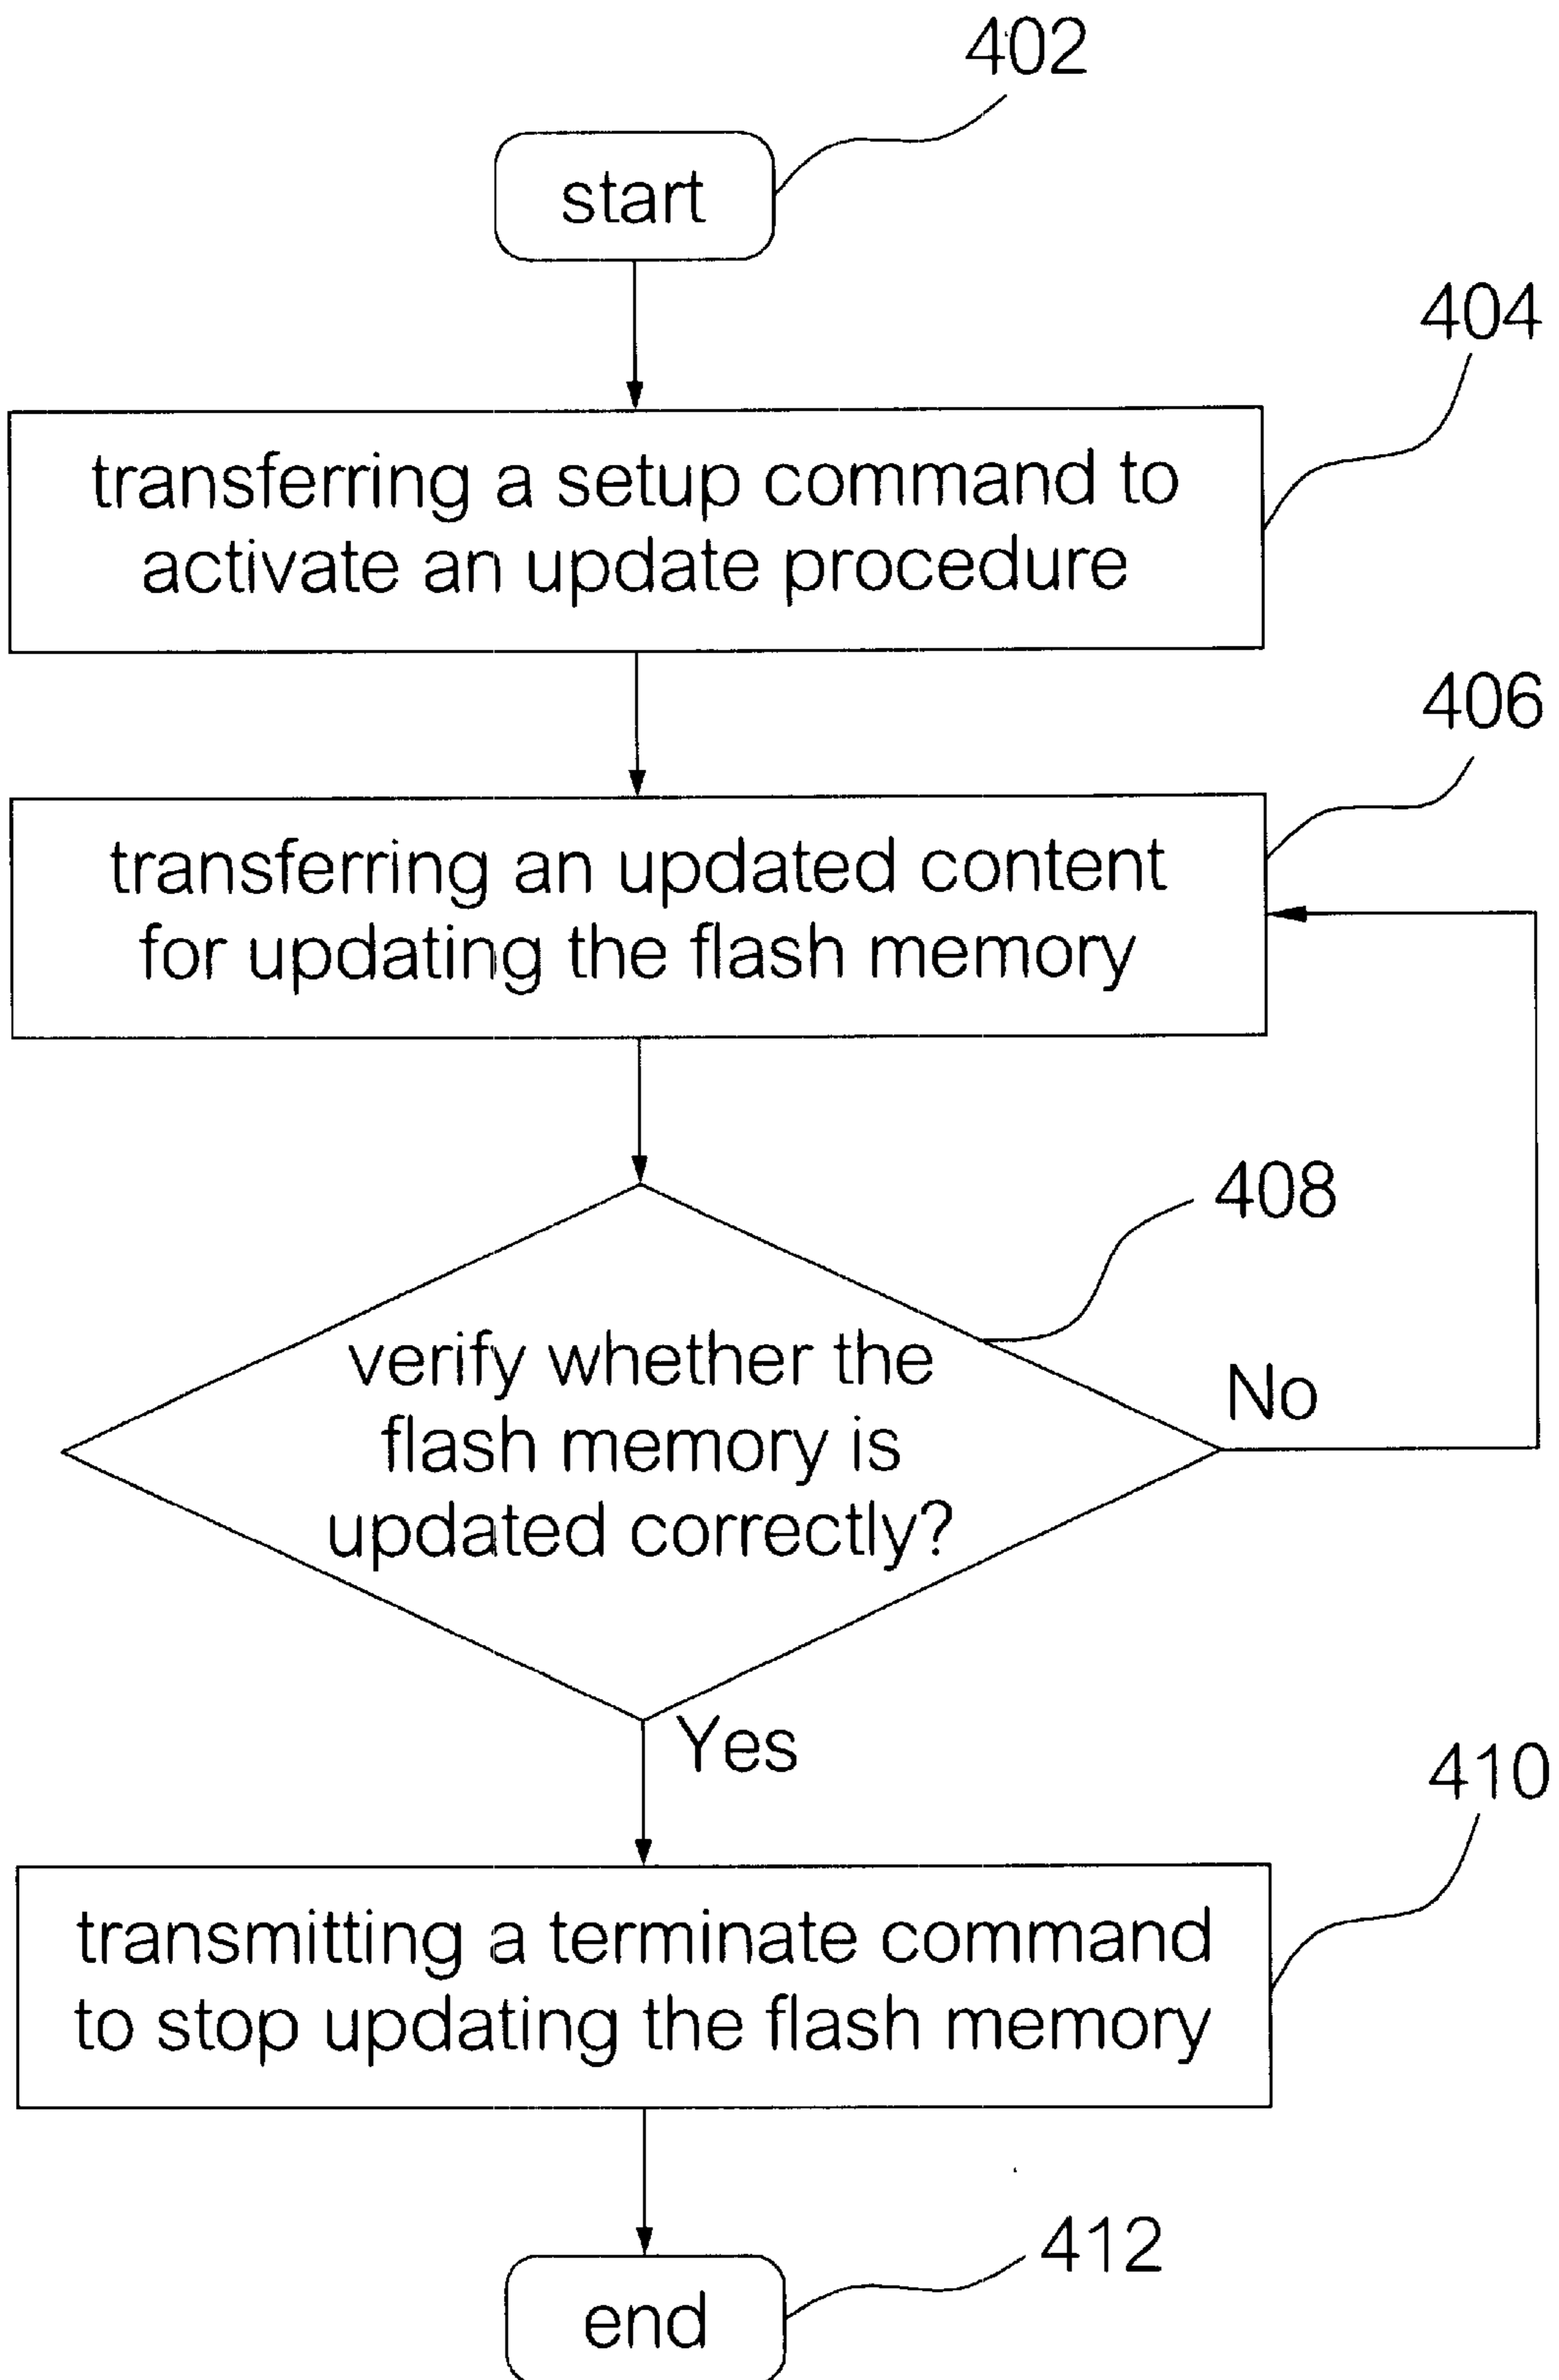 402
start
404
transferring a setup command to
activate an update procedure
406
transferring an updated content
for updating the flash memory
408
verify whether the
flash memory is
updated correctly?
No
Yes
410
transmitting a terminate command
to stop updating the flash memory
412
end